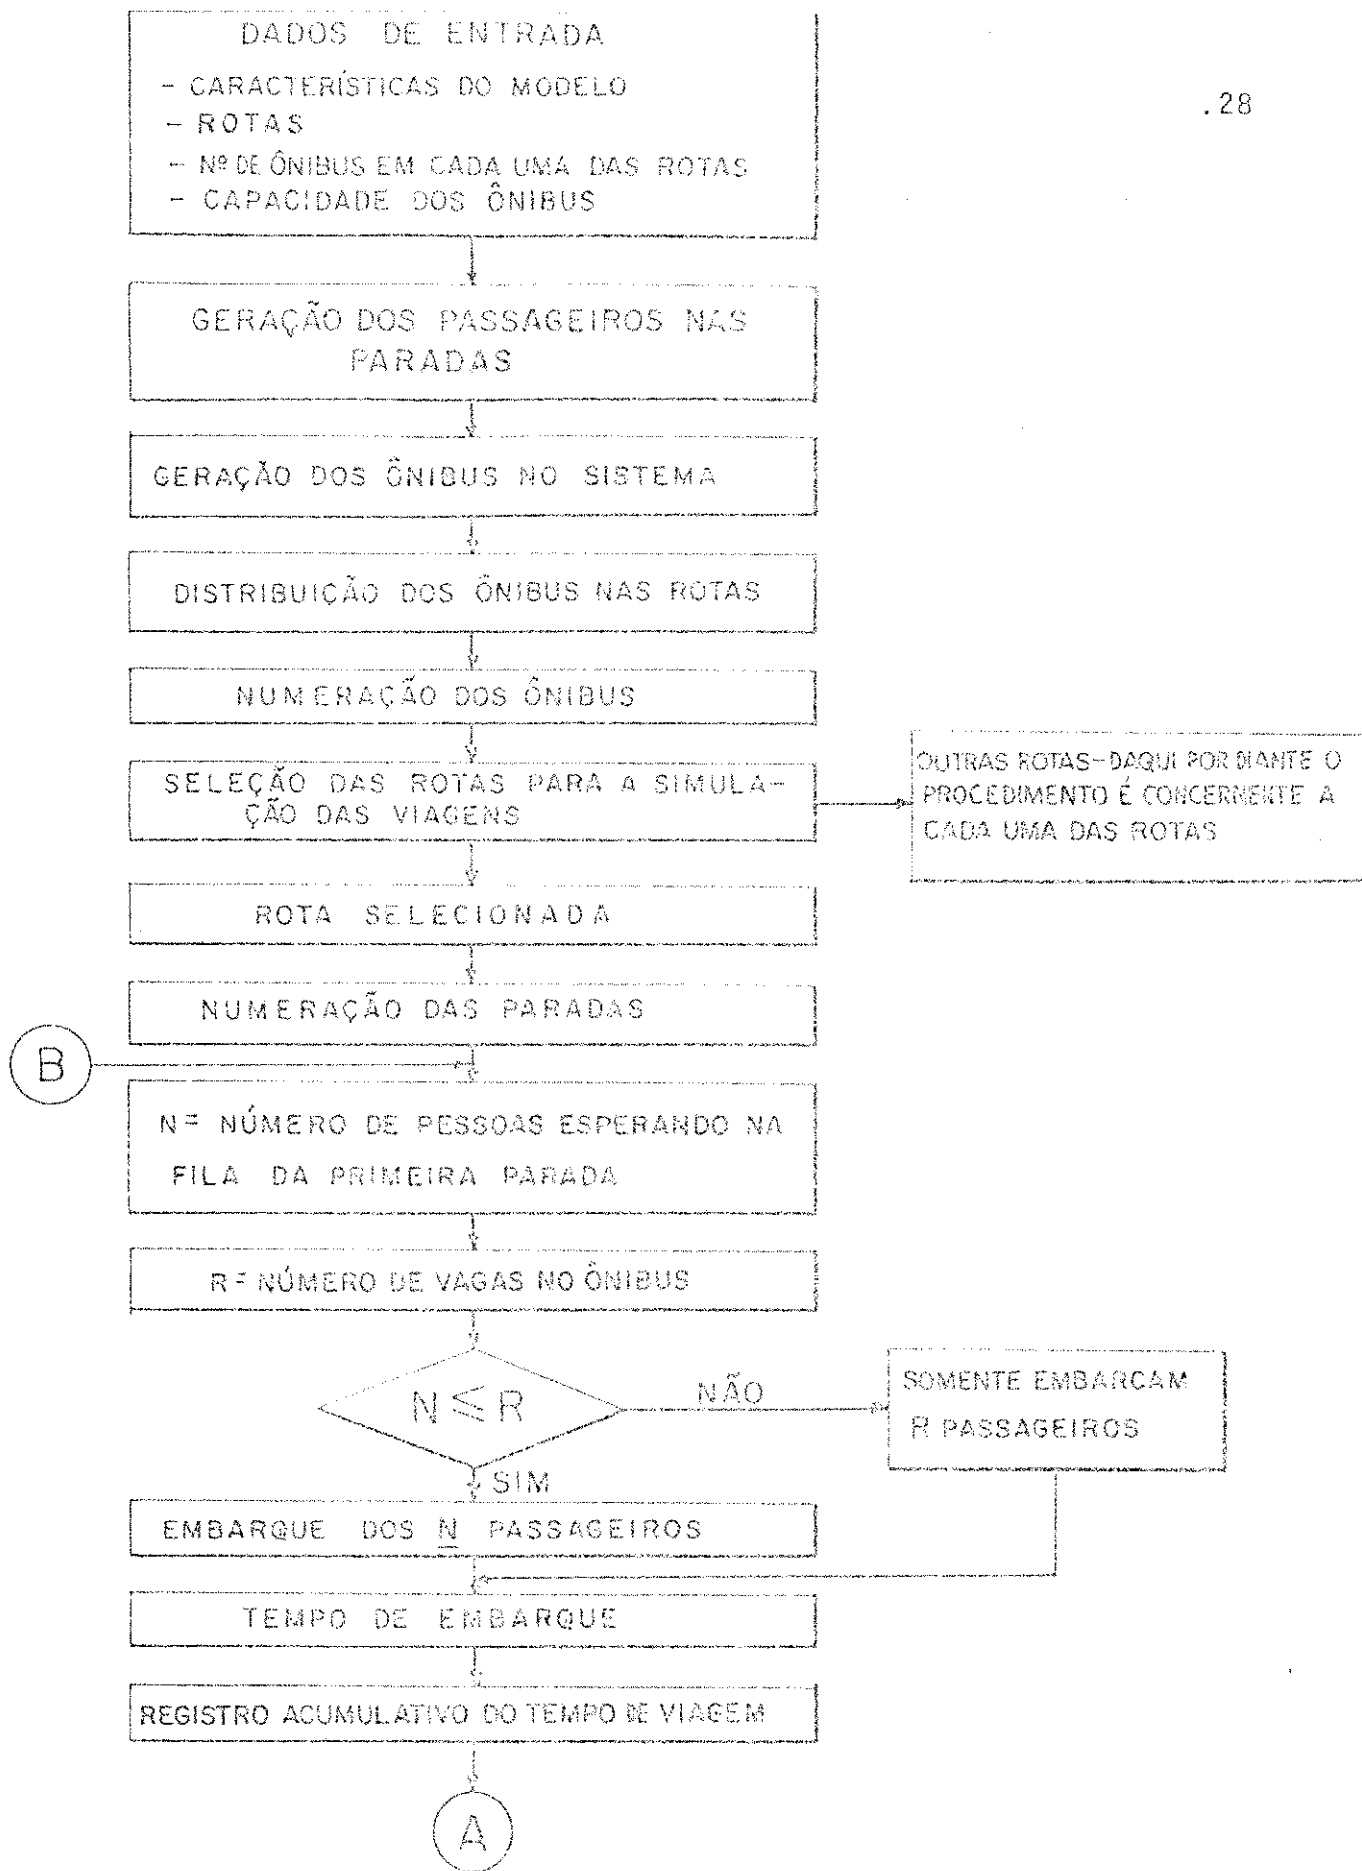 DADOS DE ENTRADA
- CARACTERÍSTICAS DO MODELO
- ROTAS
- Nº DE ÔNIBUS EM CADA UMA DAS ROTAS
- CAPACIDADE DOS ÔNIBUS
.28
GERAÇÃO DOS PASSAGEIROS NAS
PARADAS
GERAÇÃO DOS ÔNIBUS NO SISTEMA
DISTRIBUIÇÃO DOS ÔNIBUS NAS ROTAS
NUMERAÇÃO DOS ÔNIBUS
SELEÇÃO DAS ROTAS PARA A SIMULA-
ÇÃO DAS VIAGENS
OUTRAS ROTAS-DAQUI POR DIANTE O
PROCEDIMENTO É CONCERNENTE A
CADA UMA DAS ROTAS
ROTA SELECIONADA
NUMERAÇÃO DAS PARADAS
B
N = NÚMERO DE PESSOAS ESPERANDO NA
FILA DA PRIMEIRA PARADA
R = NÚMERO DE VAGAS NO ÔNIBUS
N ≤ R
NÃO
SOMENTE EMBARCAM
R PASSAGEIROS
SIM
EMBARQUE DOS N PASSAGEIROS
TEMPO DE EMBARQUE
REGISTRO ACUMULATIVO DO TEMPO DE VIAGEM
A